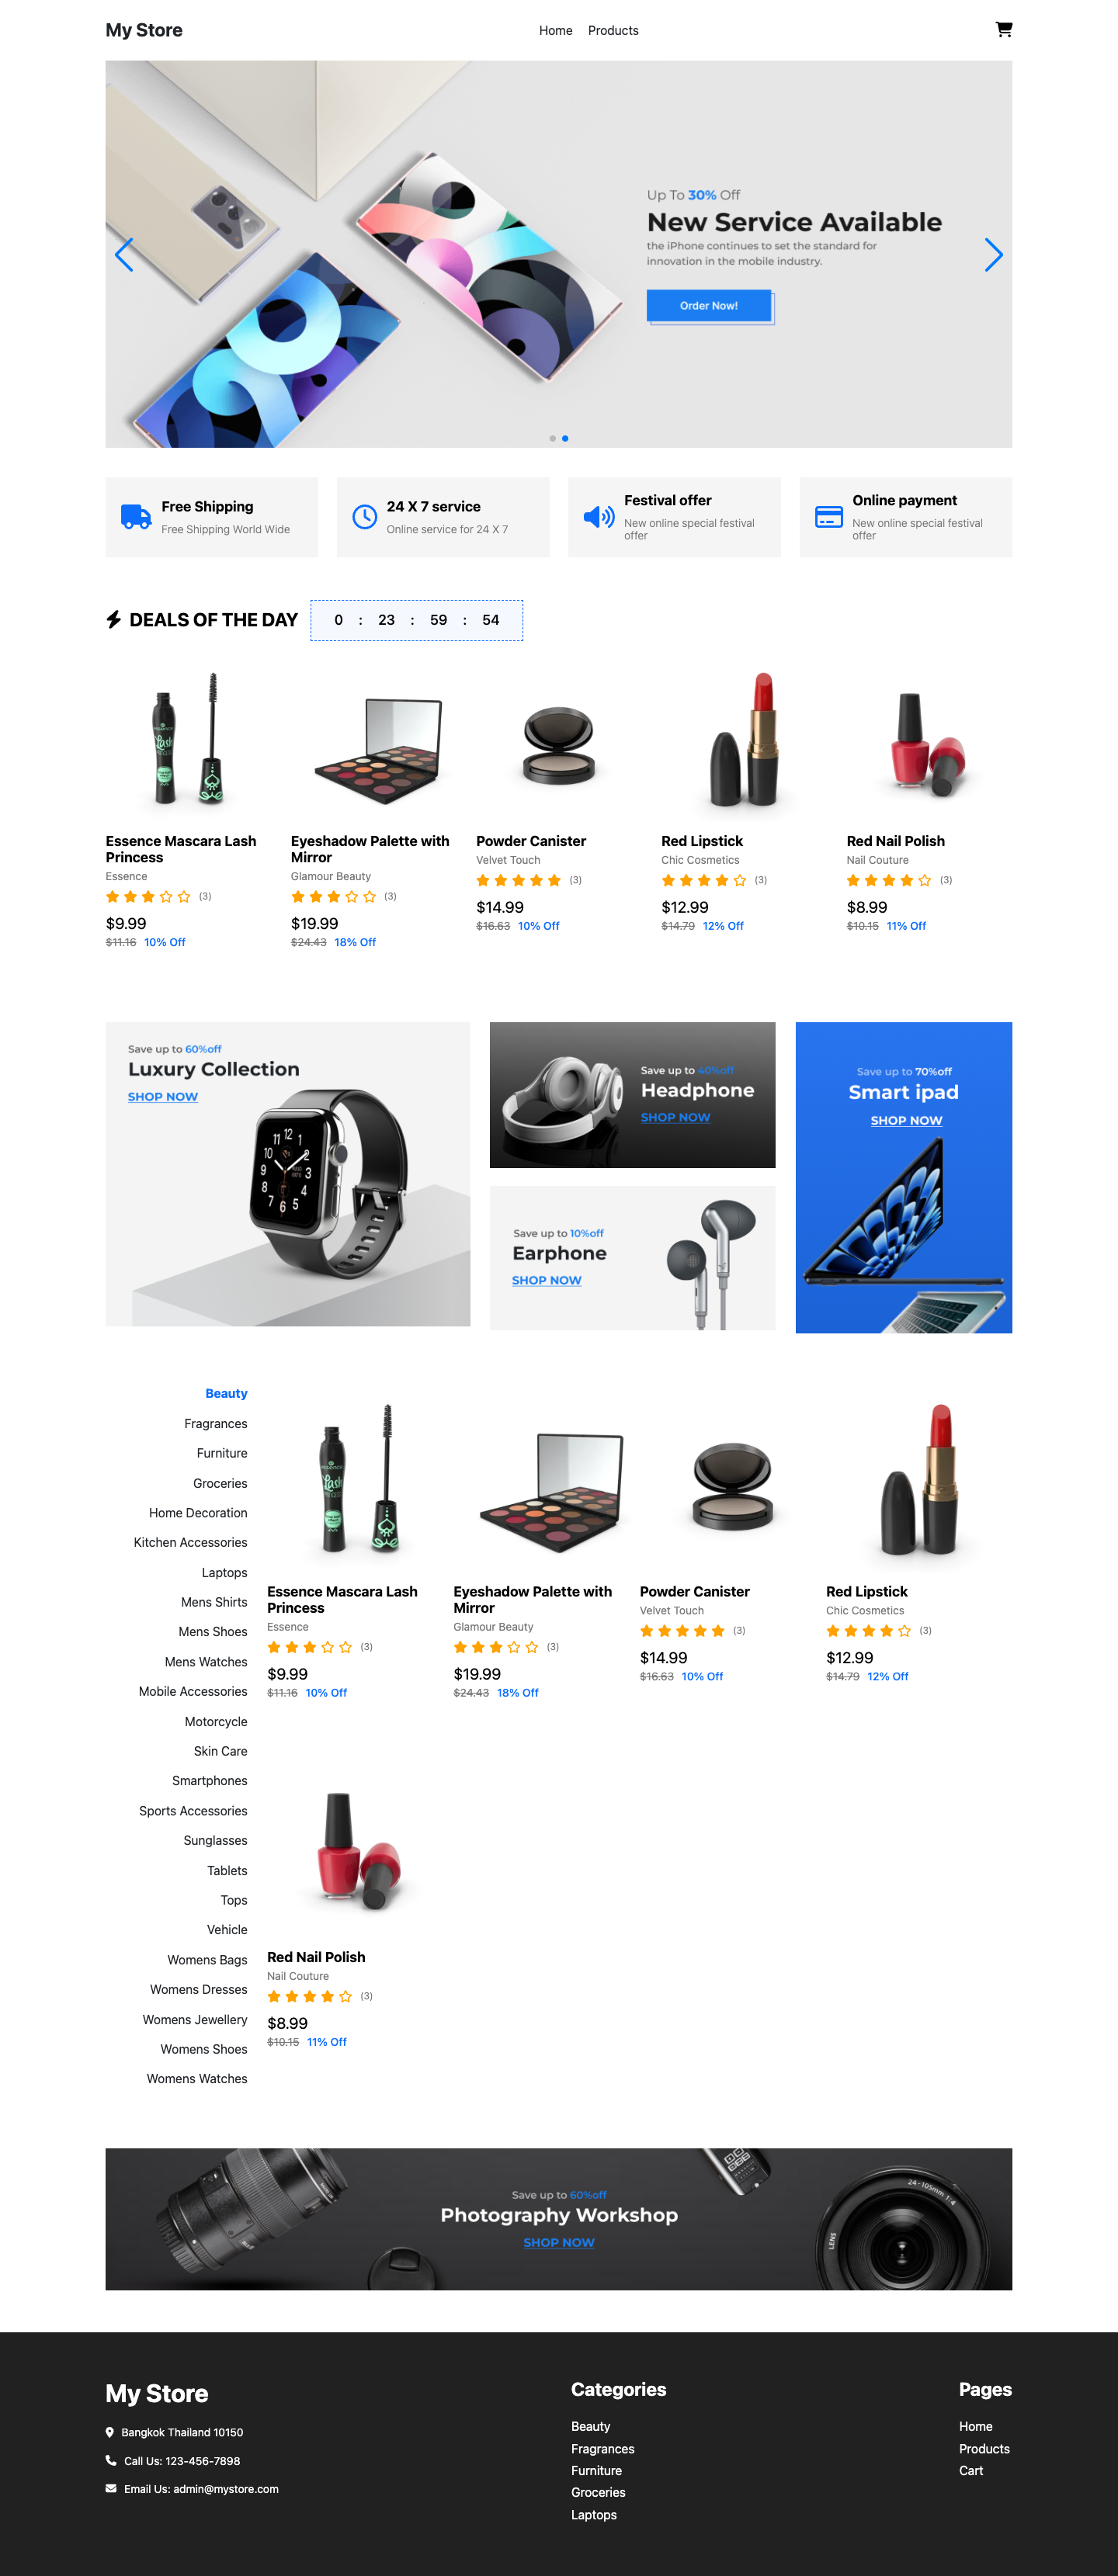 My Store
Home
Products
Up To 30% Off
New Service Available
the iPhone continues to set the standard for
innovation in the mobile industry.
Order Now!
Free Shipping
Free Shipping World Wide
24 X 7 service
Online service for 24 X 7
Festival offer
New online special festival
offer
Online payment
New online special festival
offer
DEALS OF THE DAY
0 : 23 : 59 : 54
Essence Mascara Lash
Princess
Essence
(3)
$9.99
$11.16 10% Off
Eyeshadow Palette with
Mirror
Glamour Beauty
(3)
$19.99
$24.43 18% Off
Powder Canister
Velvet Touch
(3)
$14.99
$16.63 10% Off
Red Lipstick
Chic Cosmetics
(3)
$12.99
$14.79 12% Off
Red Nail Polish
Nail Couture
(3)
$8.99
$10.15 11% Off
Save up to 60%off
Luxury Collection
SHOP NOW
Save up to 40%off
Headphone
SHOP NOW
Save up to 10%off
Earphone
SHOP NOW
Save up to 70%off
Smart ipad
SHOP NOW
Beauty
Fragrances
Furniture
Groceries
Home Decoration
Kitchen Accessories
Laptops
Mens Shirts
Mens Shoes
Mens Watches
Mobile Accessories
Motorcycle
Skin Care
Smartphones
Sports Accessories
Sunglasses
Tablets
Tops
Vehicle
Womens Bags
Womens Dresses
Womens Jewellery
Womens Shoes
Womens Watches
Essence Mascara Lash
Princess
Essence
(3)
$9.99
$11.16 10% Off
Eyeshadow Palette with
Mirror
Glamour Beauty
(3)
$19.99
$24.43 18% Off
Powder Canister
Velvet Touch
(3)
$14.99
$16.63 10% Off
Red Lipstick
Chic Cosmetics
(3)
$12.99
$14.79 12% Off
Red Nail Polish
Nail Couture
(3)
$8.99
$10.15 11% Off
Save up to 60%off
Photography Workshop
SHOP NOW
24-105mm 1:4
LENS
My Store
Bangkok Thailand 10150
Call Us: 123-456-7898
Email Us: admin@mystore.com
Categories
Beauty
Fragrances
Furniture
Groceries
Laptops
Pages
Home
Products
Cart